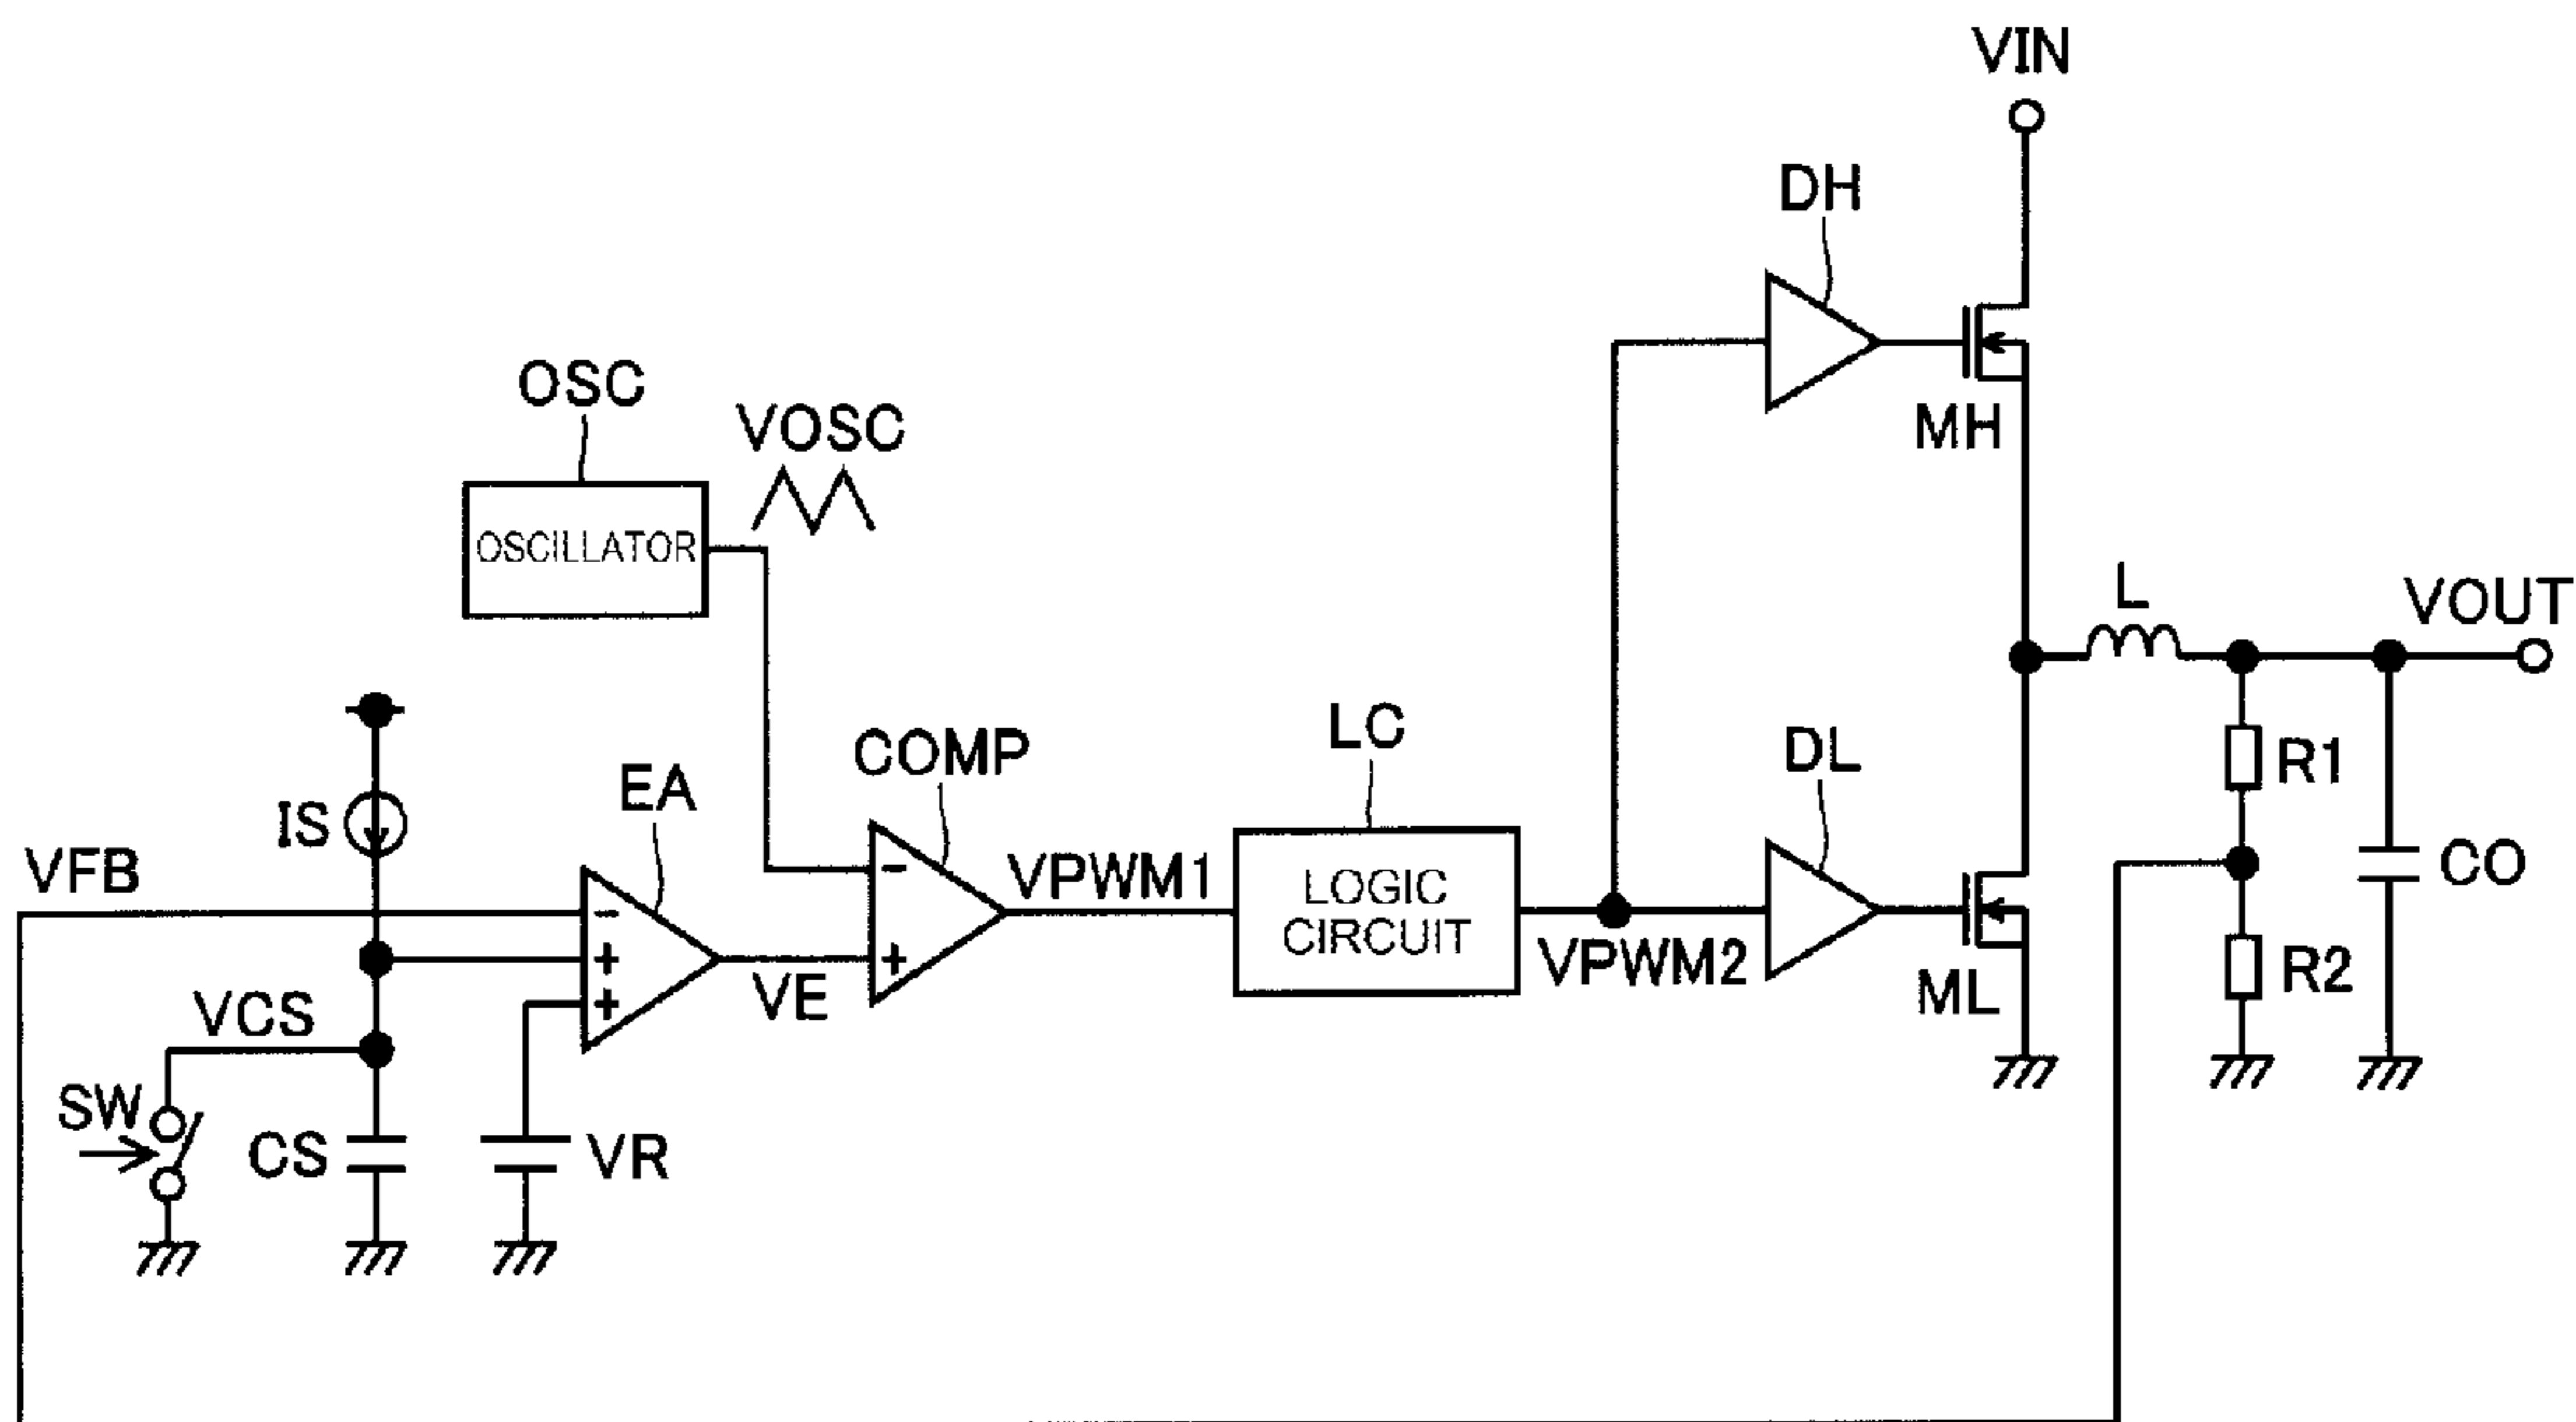 VIN
DH
OSC
VOSC
MH
OSCILLATOR
L
VOUT
LC
COMP
DL
R1
EA
IS
VFB
VPWM1
LOGIC
CIRCUIT
CO
-
-
+
+
+
VE
VPWM2
ML
R2
VCS
SW
CS
VR